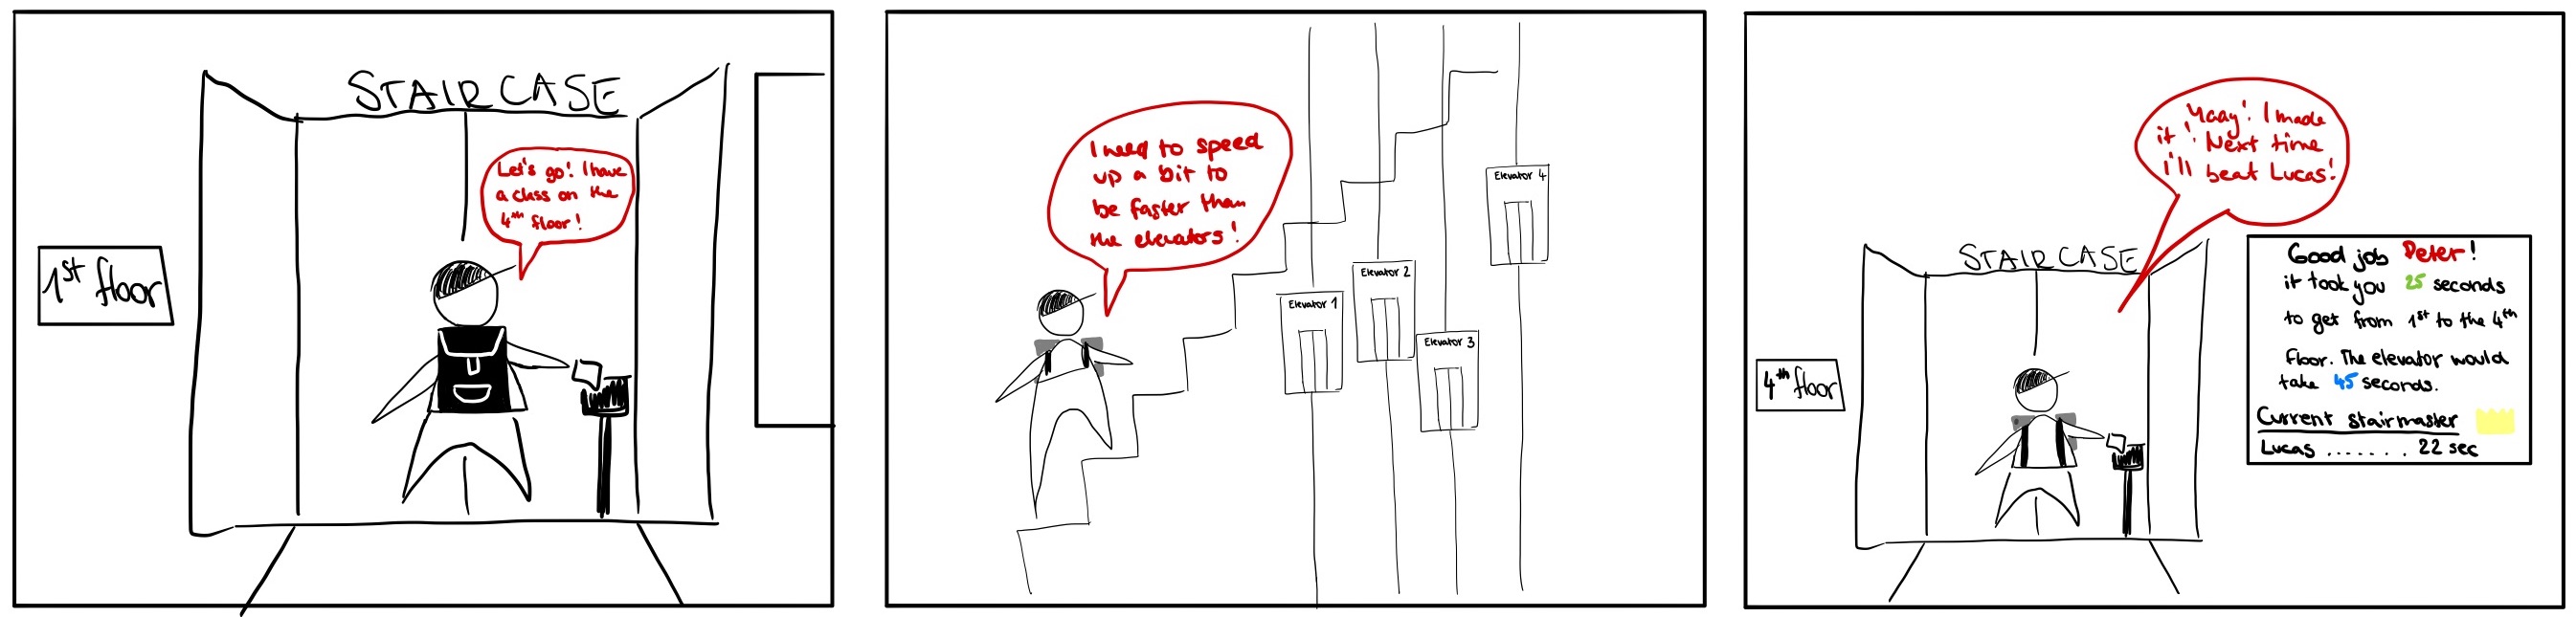 STAIRCASE
Let's go! I have
a class on the
4th floor!
1st floor
I need to speed
up a bit to
be faster than
the elevators!
Elevator 1
Elevator 2
Elevator 3
Elevator 4
Yaay! I made
it! Next time
I'll beat Lucas!
STAIRCASE
4th floor
Good job Peter!
it took you 25 seconds
to get from 1st to the 4th
floor. The elevator would
take 45 seconds.
Current stairmaster
Lucas ....... 22 sec